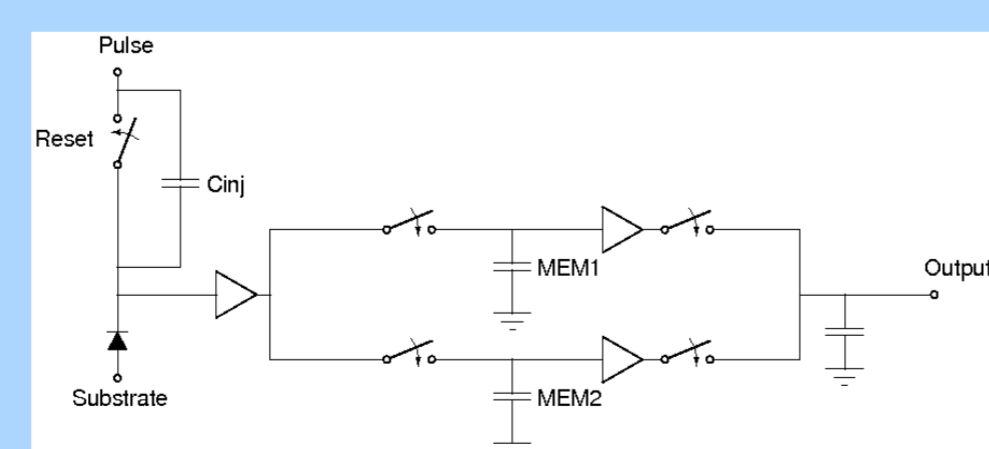 Pulse
Reset
Cinj
MEM1
Output
MEM2
Substrate